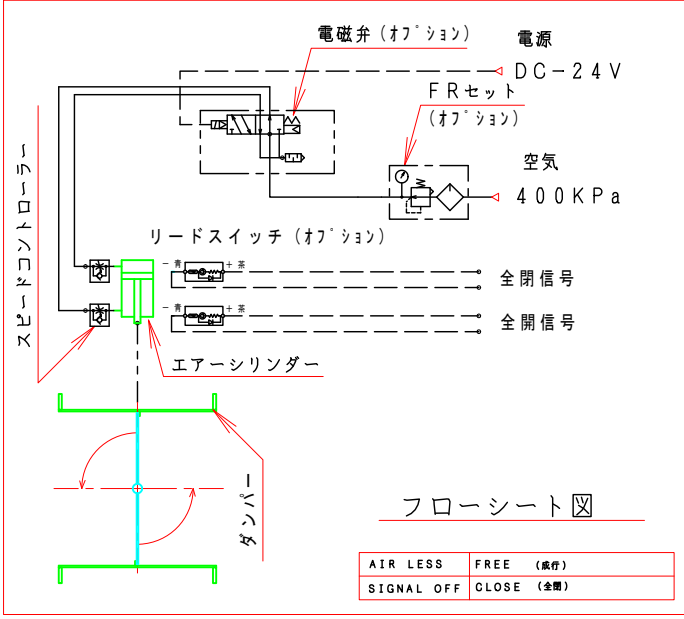 電磁弁(オプション)
電源
DC-24V
FRセット
(オプション)
空気
400KPa
スピードコントローラー
リードスイッチ(オプション)
- 青
+ 茶
全閉信号
- 青
+ 茶
全開信号
エアーシリンダー
ダンパー
フローシート図
AIR LESS FREE (成行)
SIGNAL OFF CLOSE (全閉)